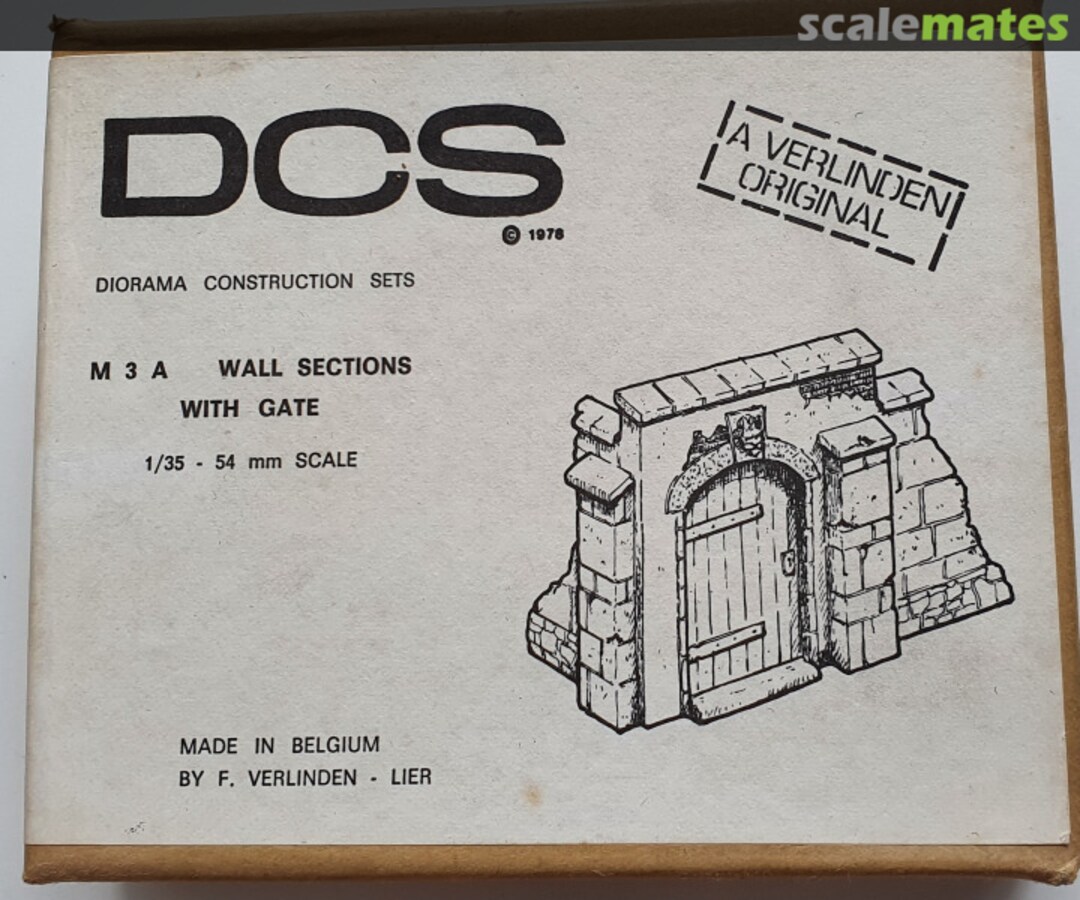 scalemates
DCS
© 1978
A VERLINDEN
ORIGINAL
DIORAMA CONSTRUCTION SETS
M 3 A WALL SECTIONS
WITH GATE
1/35 - 54 mm SCALE
MADE IN BELGIUM
BY F. VERLINDEN - LIER